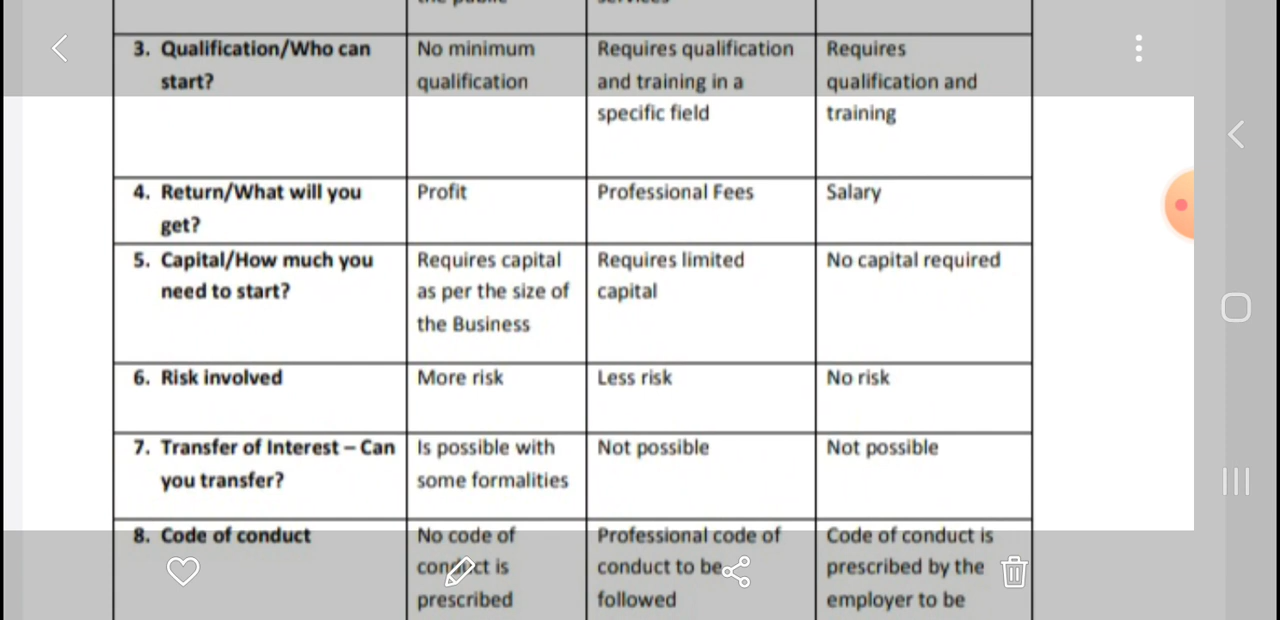 the public
services
3. Qualification/Who can start?
No minimum qualification
Requires qualification and training in a specific field
Requires qualification and training
4. Return/What will you get?
Profit
Professional Fees
Salary
5. Capital/How much you need to start?
Requires capital as per the size of the Business
Requires limited capital
No capital required
6. Risk involved
More risk
Less risk
No risk
7. Transfer of Interest – Can you transfer?
Is possible with some formalities
Not possible
Not possible
8. Code of conduct
No code of conduct is prescribed
Professional code of conduct to be followed
Code of conduct is prescribed by the employer to be